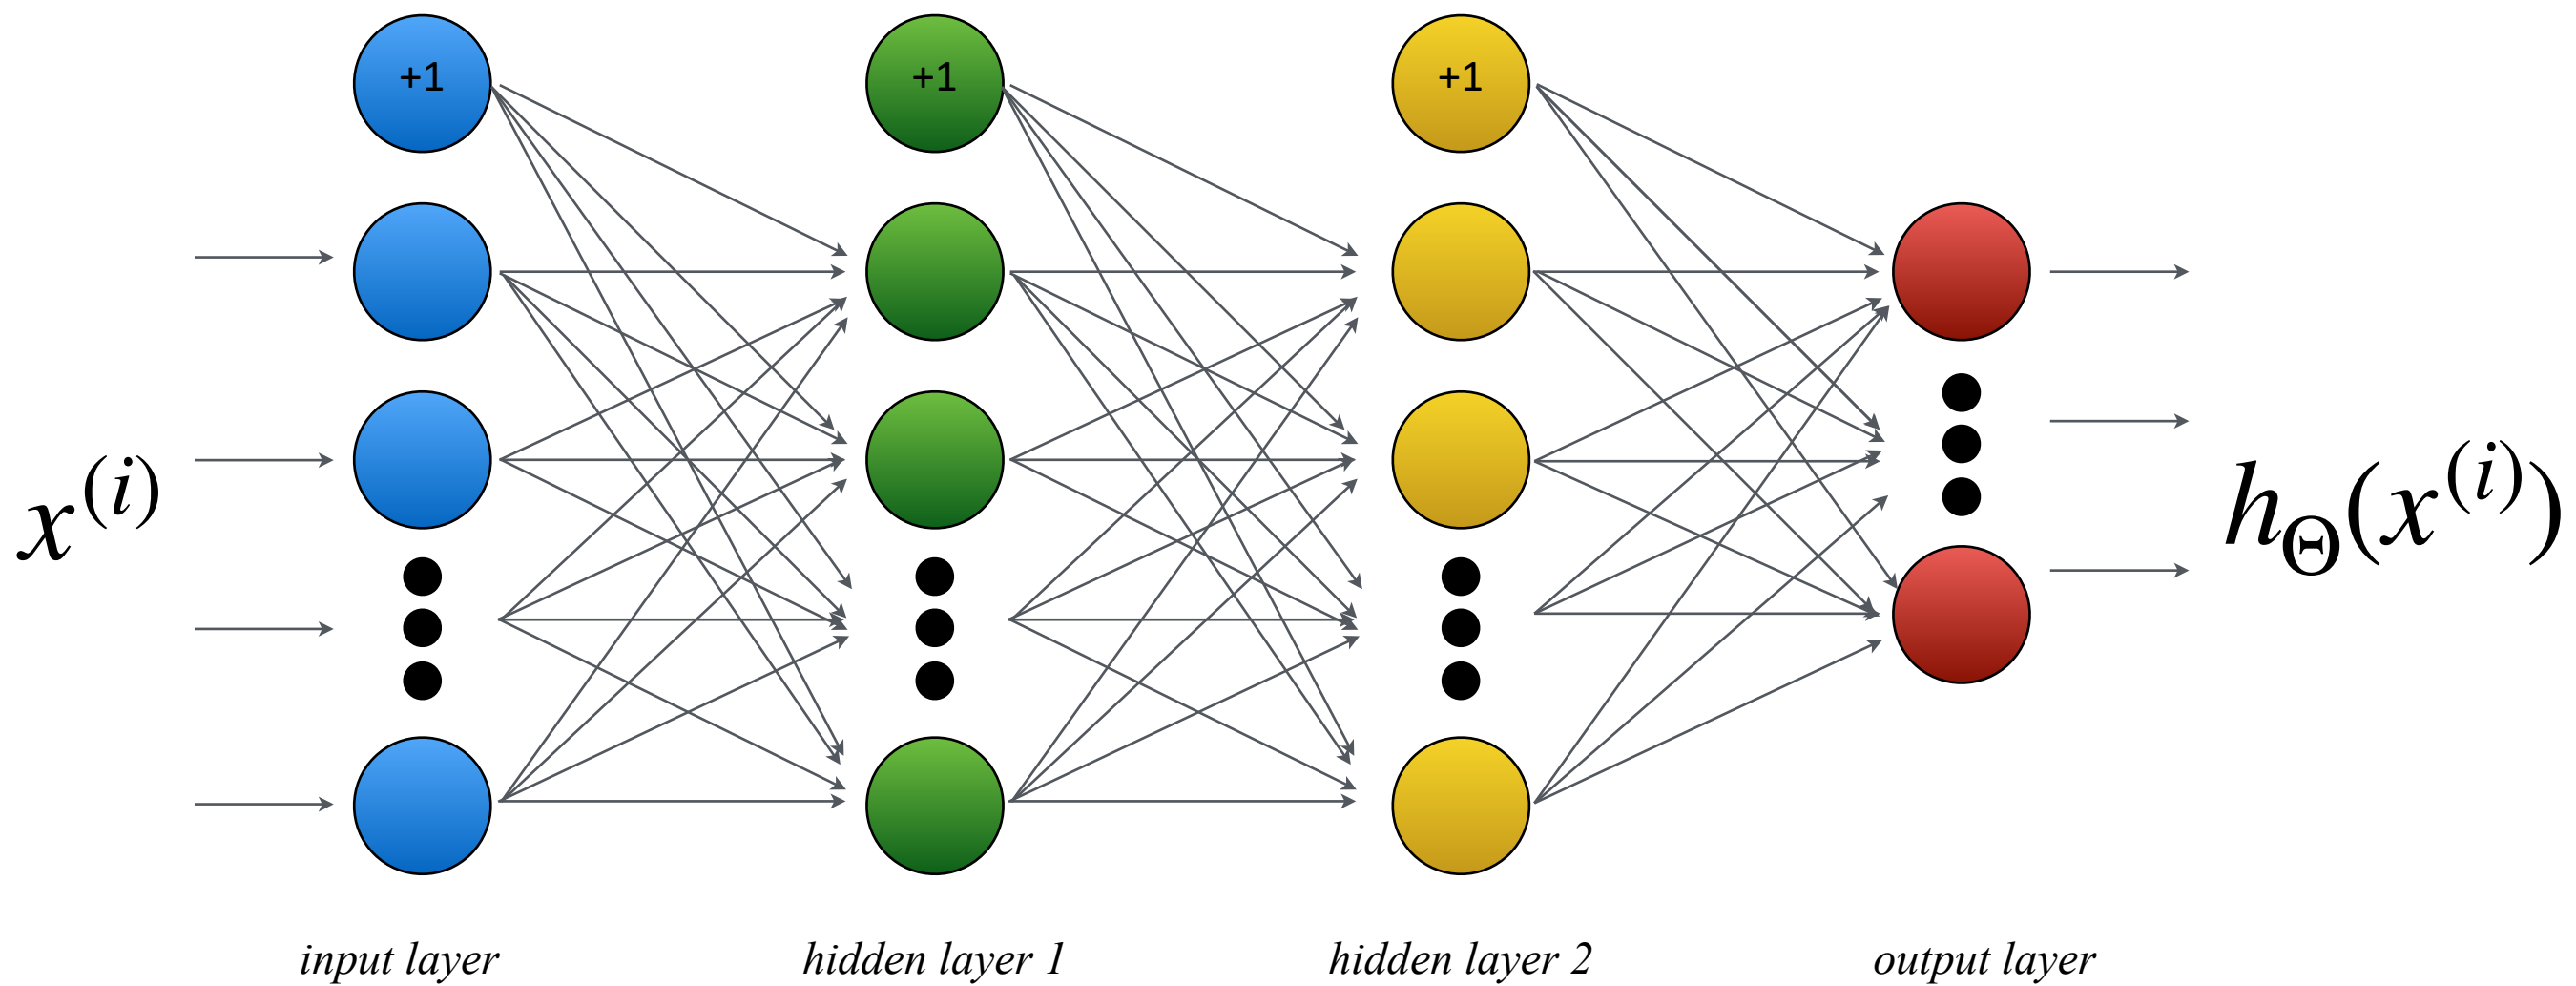 +1
+1
+1
x^(i)
h_Θ(x^(i))
input layer
hidden layer 1
hidden layer 2
output layer